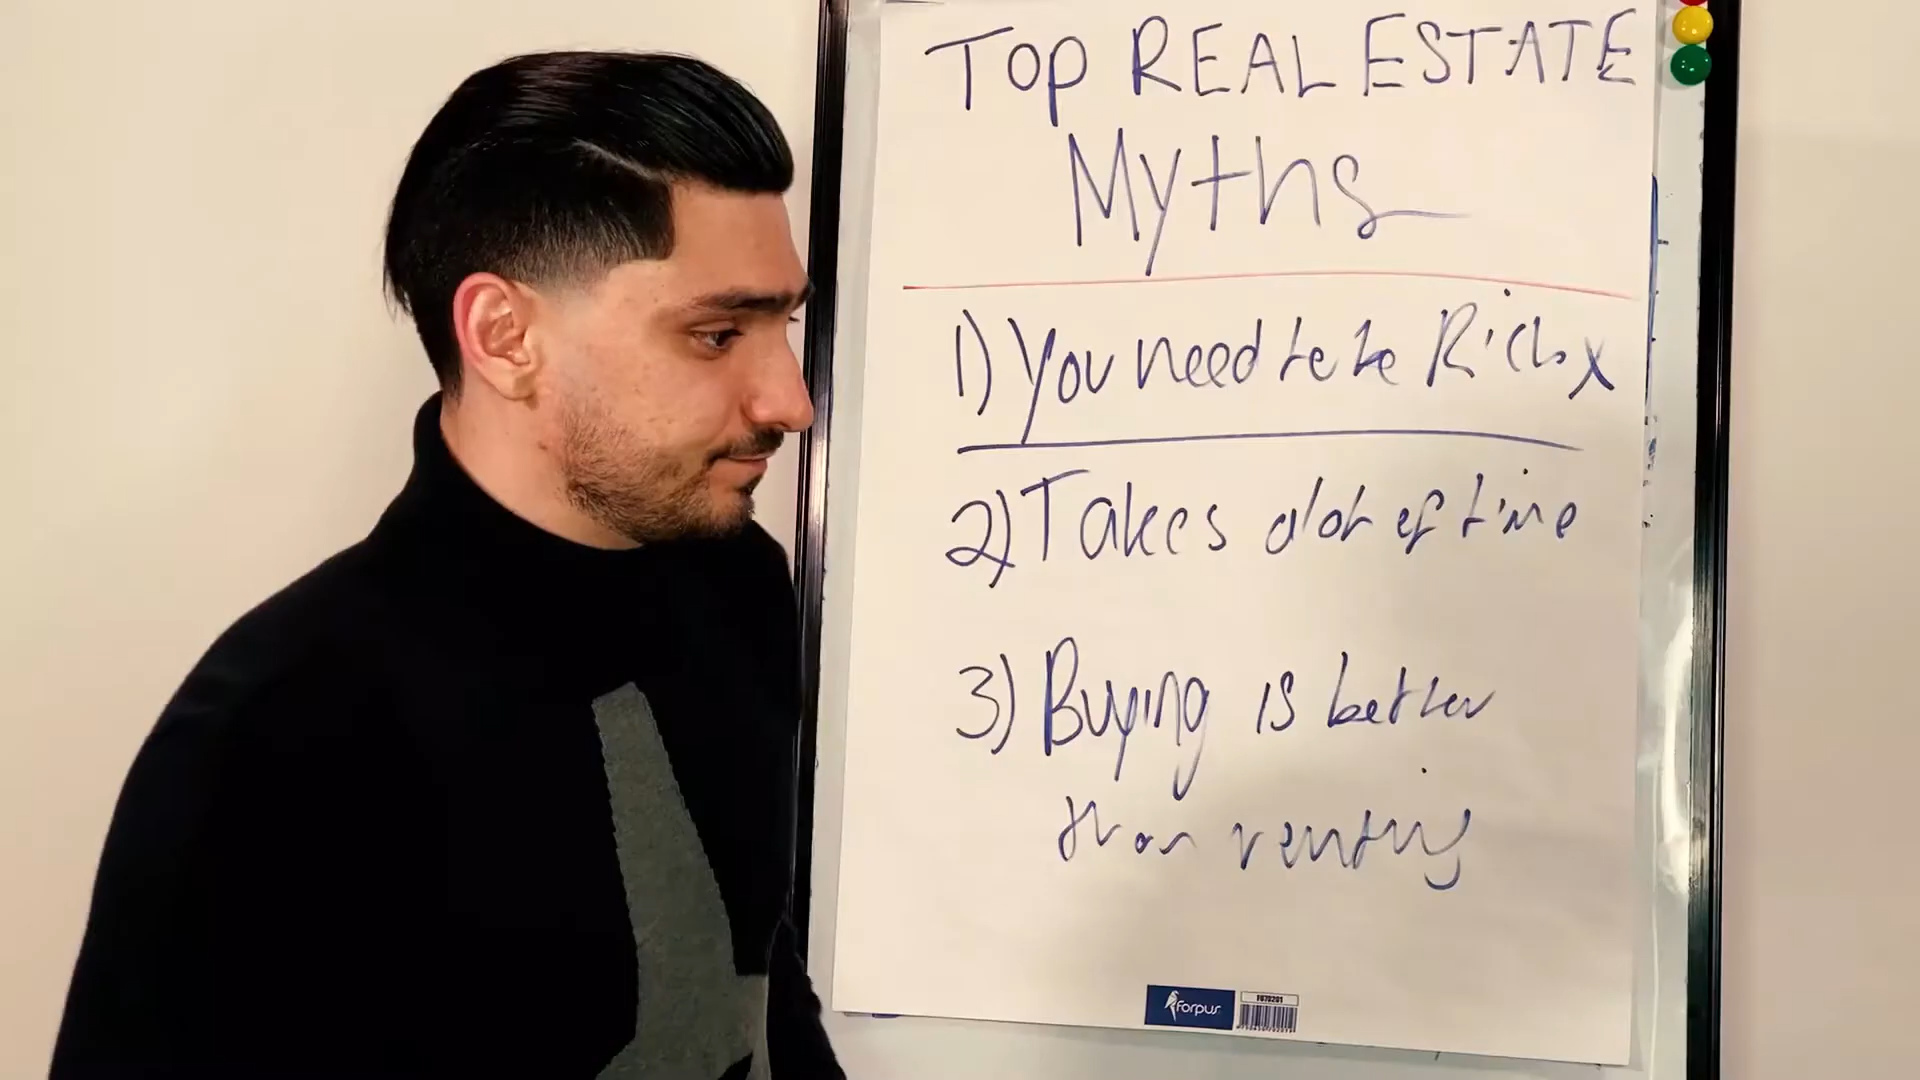 TOP REAL ESTATE
Myths
1) You need to be Rich x
2) Takes alot of time
3) Buying is better
than renting
forpus
FO70201